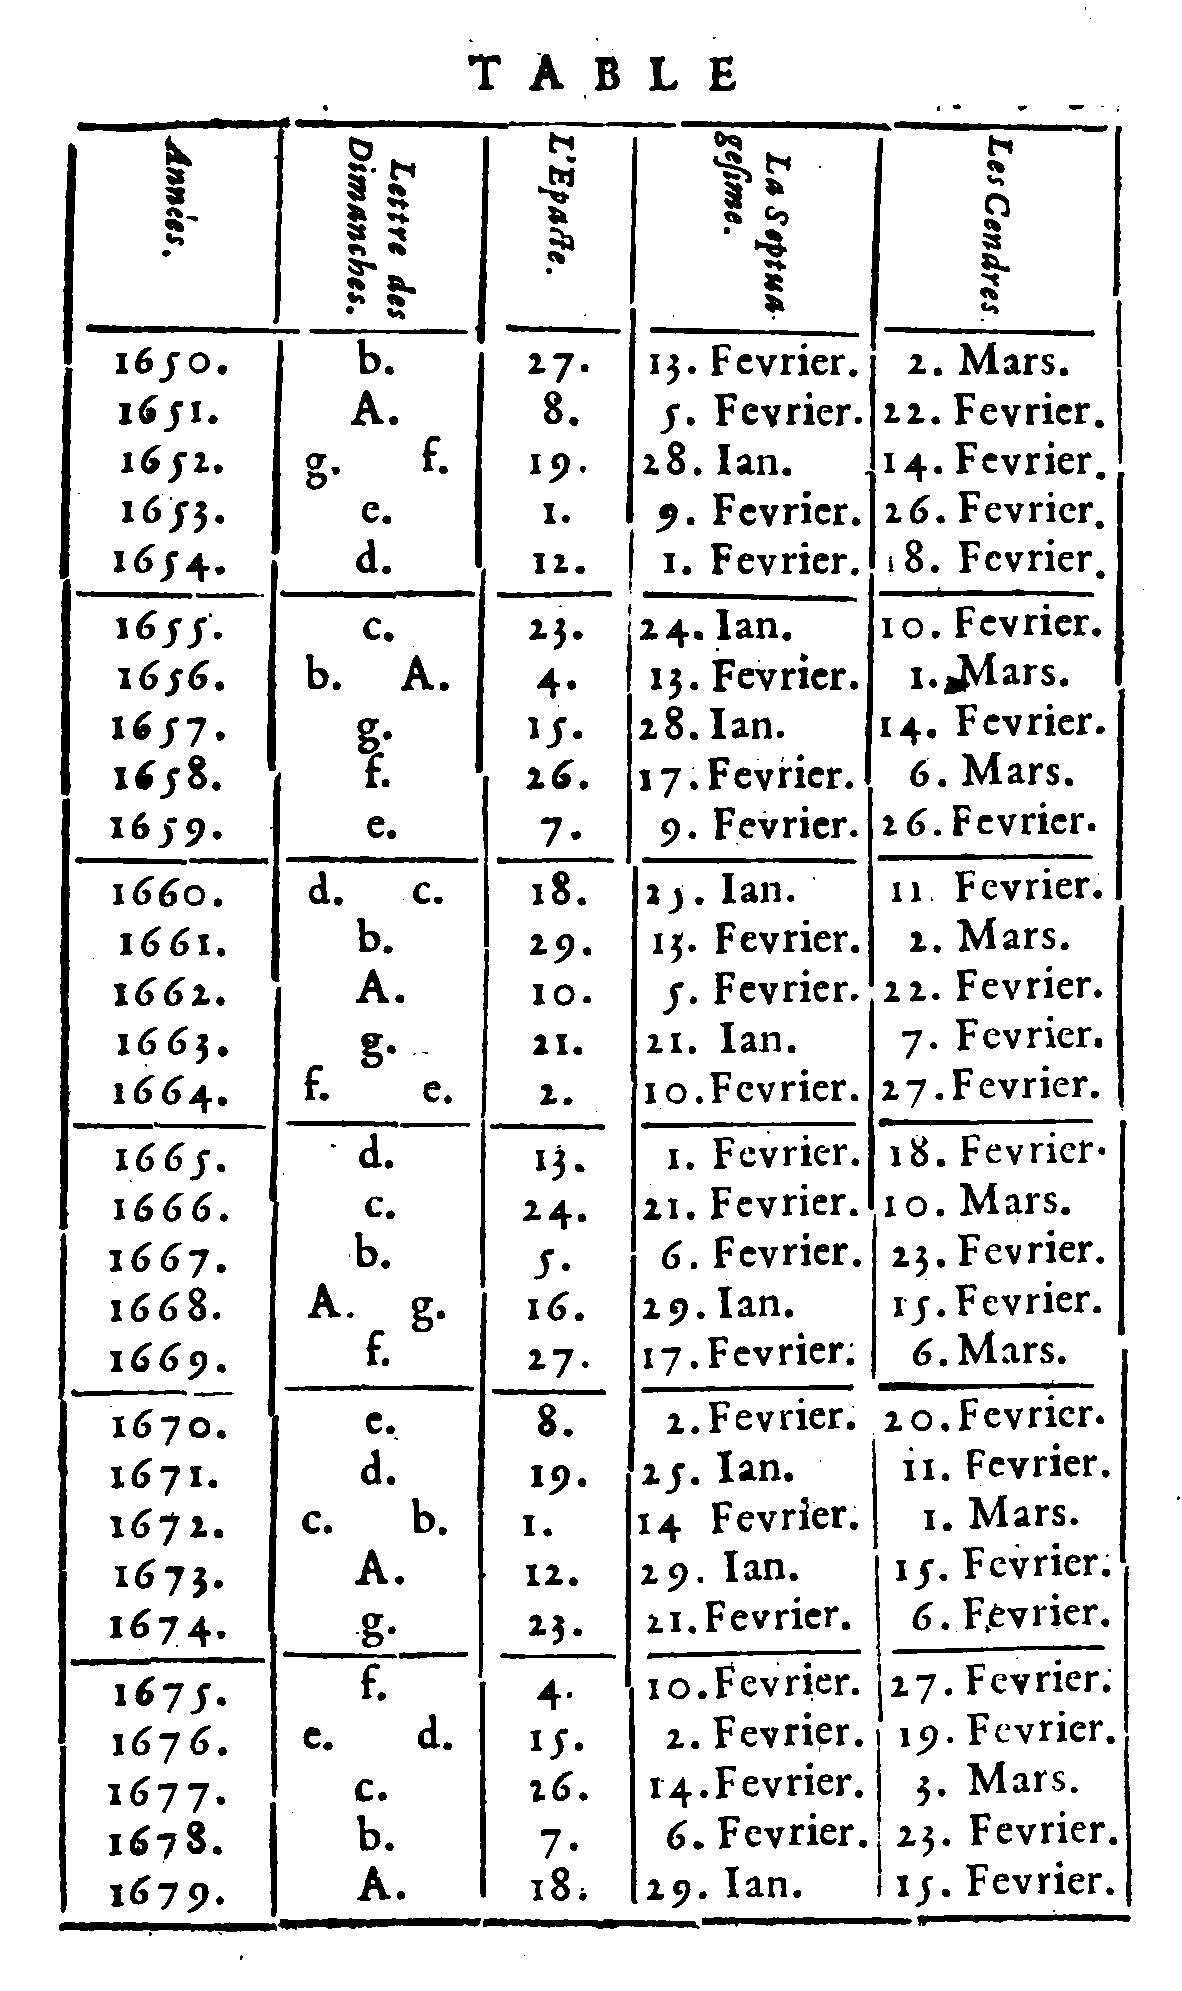 TABLE
Années. Lettre des Dimanches. L'Epacte. La Septuagesime. Les Cendres
1650. b. 27. 13. Fevrier. 2. Mars.
1651. A. 8. 5. Fevrier. 22. Fevrier.
1652. g. f. 19. 28. Ian. 14. Fevrier.
1653. e. 1. 9. Fevrier. 26. Fevrier.
1654. d. 12. 1. Fevrier. 18. Fevrier.
1655. c. 23. 24. Ian. 10. Fevrier.
1656. b. A. 4. 13. Fevrier. 1. Mars.
1657. g. 15. 28. Ian. 14. Fevrier.
1658. f. 26. 17. Fevrier. 6. Mars.
1659. e. 7. 9. Fevrier. 26. Fevrier.
1660. d. c. 18. 25. Ian. 11. Fevrier.
1661. b. 29. 13. Fevrier. 2. Mars.
1662. A. 10. 5. Fevrier. 22. Fevrier.
1663. g. 21. 21. Ian. 7. Fevrier.
1664. f. e. 2. 10. Fevrier. 27. Fevrier.
1665. d. 13. 1. Fevrier. 18. Fevrier.
1666. c. 24. 21. Fevrier. 10. Mars.
1667. b. 5. 6. Fevrier. 23. Fevrier.
1668. A. g. 16. 29. Ian. 15. Fevrier.
1669. f. 27. 17. Fevrier. 6. Mars.
1670. e. 8. 2. Fevrier. 20. Fevrier.
1671. d. 19. 25. Ian. 11. Fevrier.
1672. c. b. 1. 14 Fevrier. 1. Mars.
1673. A. 12. 29. Ian. 15. Fevrier.
1674. g. 23. 21. Fevrier. 6. Fevrier.
1675. f. 4. 10. Fevrier. 27. Fevrier.
1676. e. d. 15. 2. Fevrier. 19. Fevrier.
1677. c. 26. 14. Fevrier. 3. Mars.
1678. b. 7. 6. Fevrier. 23. Fevrier.
1679. A. 18. 29. Ian. 15. Fevrier.